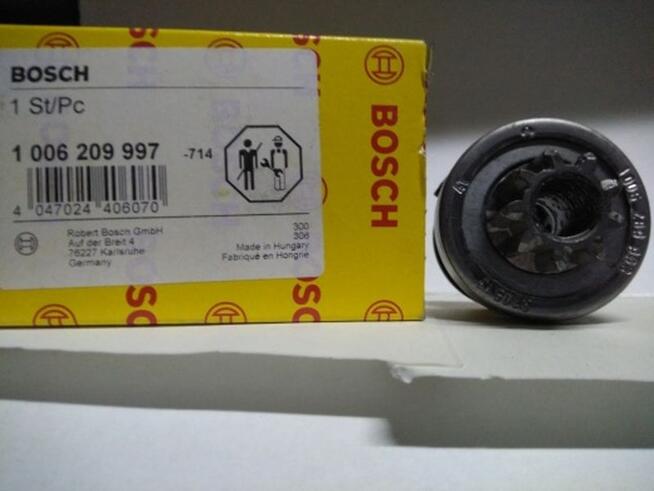 BOSCH
1 St/Pc
1 006 209 997 -714
4 047024 406070
Robert Bosch GmbH
Auf der Breit 4
76227 Karlsruhe
Germany
300
306
Made in Hungary
Fabriqué en Hongrie
BOSCH